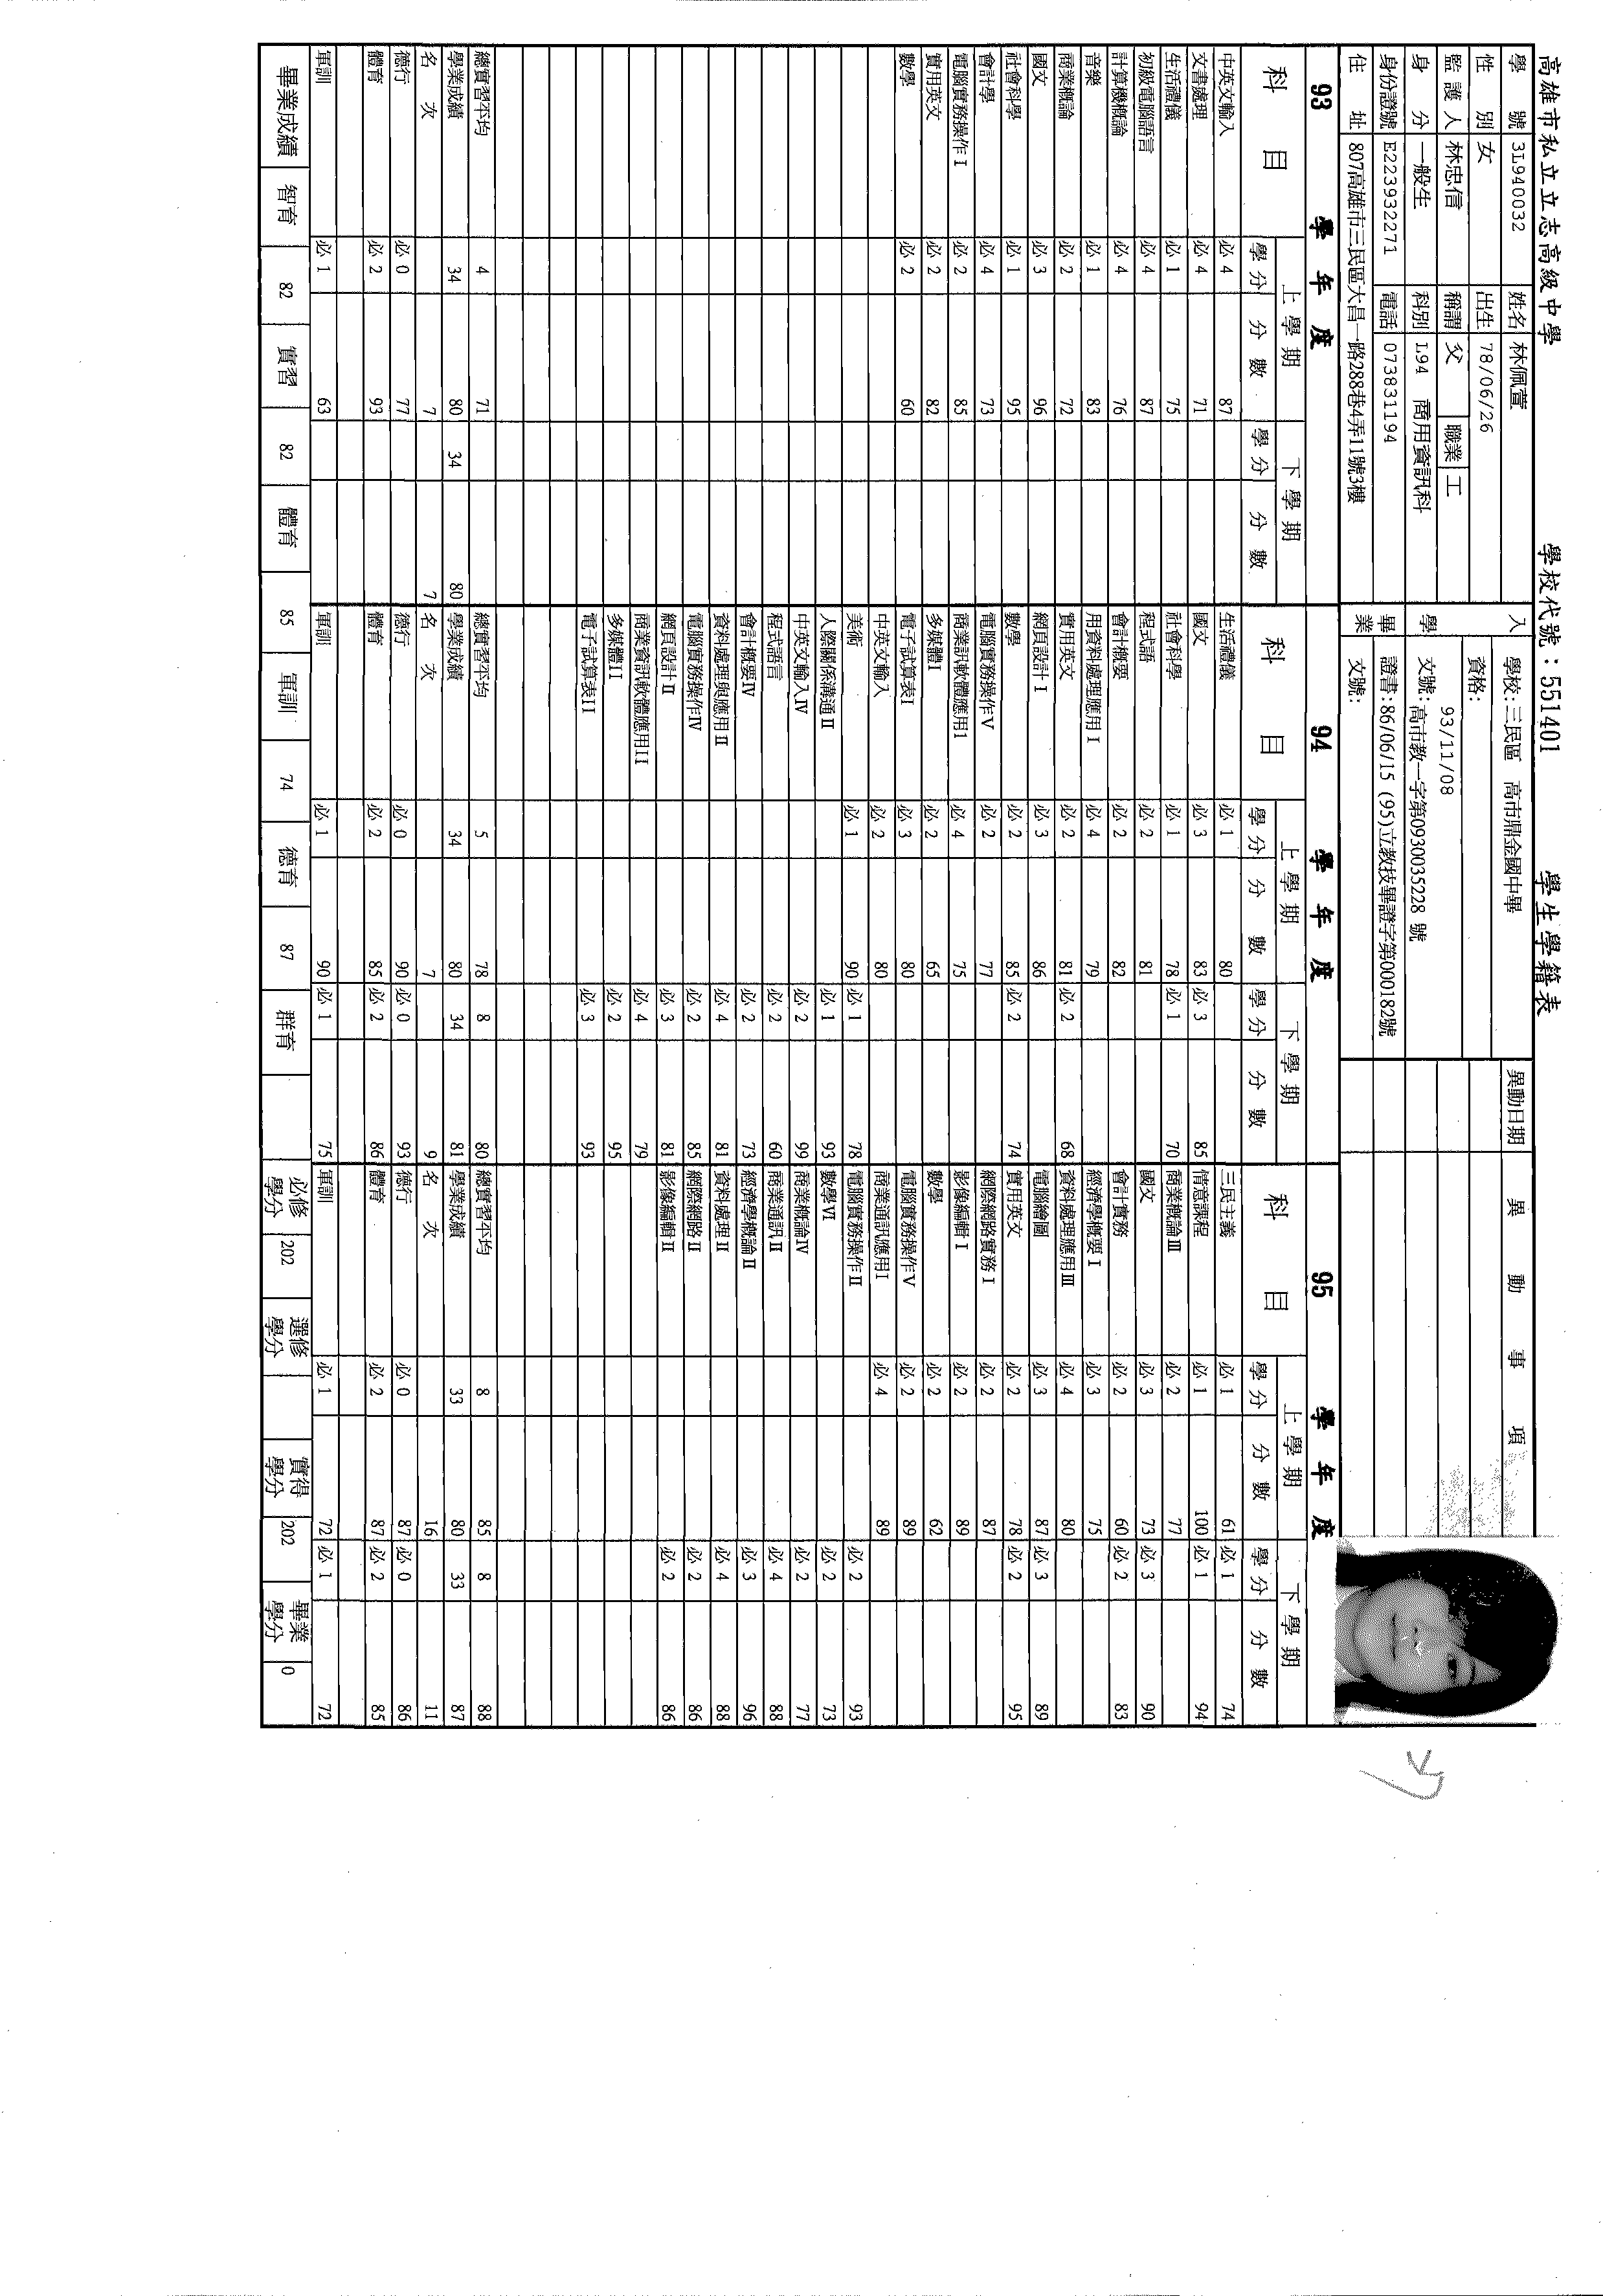 高雄市私立立志高級中學 學校代號：551401 學生學籍表
學 號 3L940032 姓名 林佩萱 入 學校：三民區 高市鼎金國中畢 異動日期 異 動 事 項
性 別 女 出生 78/06/26 資格：
監護人 林忠信 稱謂 父 職業 工 93/11/08
身 分 一般生 科別 L94 商用資訊科 學 文號：高市教一字第0930035228 號
身份證號 E223932271 電話 073831194 畢 證書：86/06/15 (95)立教技畢證字第000182號
住 址 807高雄市三民區大昌一路288巷4弄11號3樓 業 文號：
93 學 年 度 94 學 年 度 95 學 年 度
科 目 上 學 期 下 學 期 科 目 上 學 期 下 學 期 科 目 上 學 期 下 學 期
學分 分 數 學分 分 數 學分 分 數 學分 分 數 學分 分 數 學分 分 數
中英文輸入 必 4 87 生活禮儀 必 1 80 三民主義 必 1 61 必 1 74
文書處理 必 4 71 國文 必 3 83 必 3 85 情意課程 必 1 100 必 1 94
生活禮儀 必 1 75 社會科學 必 1 78 必 1 70 商業概論Ⅲ 必 2 77
初級電腦語言 必 4 87 程式語 必 2 81 國文 必 3 73 必 3 90
計算機概論 必 4 76 會計概要 必 2 82 會計實務 必 2 60 必 2 83
音樂 必 1 83 用資料處理應用Ⅰ 必 4 79 經濟學概要Ⅰ 必 3 75
商業概論 必 2 72 實用英文 必 2 81 必 2 68 資料處理應用Ⅲ 必 4 80
國文 必 3 96 網頁設計Ⅰ 必 3 86 電腦繪圖 必 3 87 必 3 89
社會科學 必 1 95 數學 必 2 85 必 2 74 實用英文 必 2 78 必 2 95
會計學 必 4 73 電腦實務操作Ⅴ 必 2 77 網際網路實務Ⅰ 必 2 87
電腦實務操作Ⅰ 必 2 85 商業訊軟體應用1 必 4 75 影像編輯Ⅰ 必 2 89
實用英文 必 2 82 多媒體I 必 2 65 數學 必 2 62
數學 必 2 60 電子試算表I 必 3 80 電腦實務操作Ⅴ 必 2 89
中英文輸入 必 2 80 商業通訊應用I 必 4 89
美術 必 1 90 必 1 78 電腦實務操作Ⅱ 必 2 93
人際關係溝通Ⅱ 必 1 93 數學VI 必 2 73
中英文輸入Ⅳ 必 2 99 商業概論Ⅳ 必 2 77
程式語言 必 2 60 商業通訊Ⅱ 必 4 88
會計概要Ⅳ 必 2 73 經濟學概論Ⅱ 必 3 96
資料處理與應用Ⅱ 必 4 81 資料處理Ⅱ 必 4 88
電腦實務操作Ⅳ 必 2 85 網際網路Ⅱ 必 2 86
網頁設計Ⅱ 必 3 81 影像編輯Ⅱ 必 2 86
商業資訊軟體應用II 必 4 79
多媒體II 必 2 95
電子試算表II 必 3 93
總實習平均 4 71 總實習平均 5 78 8 80 總實習平均 8 85 8 88
學業成績 34 80 34 80 學業成績 34 80 34 81 學業成績 33 80 33 87
名 次 7 7 名 次 7 9 名 次 16 11
德行 必 0 77 德行 必 0 90 必 0 93 德行 必 0 87 必 0 86
體育 必 2 93 體育 必 2 85 必 2 86 體育 必 2 87 必 2 85
軍訓 必 1 63 軍訓 必 1 90 必 1 75 軍訓 必 1 72 必 1 72
畢業成績 智育 82 實習 82 體育 85 軍訓 74 德育 87 群育 必修學分 202 選修學分 實得學分 202 畢業學分 0